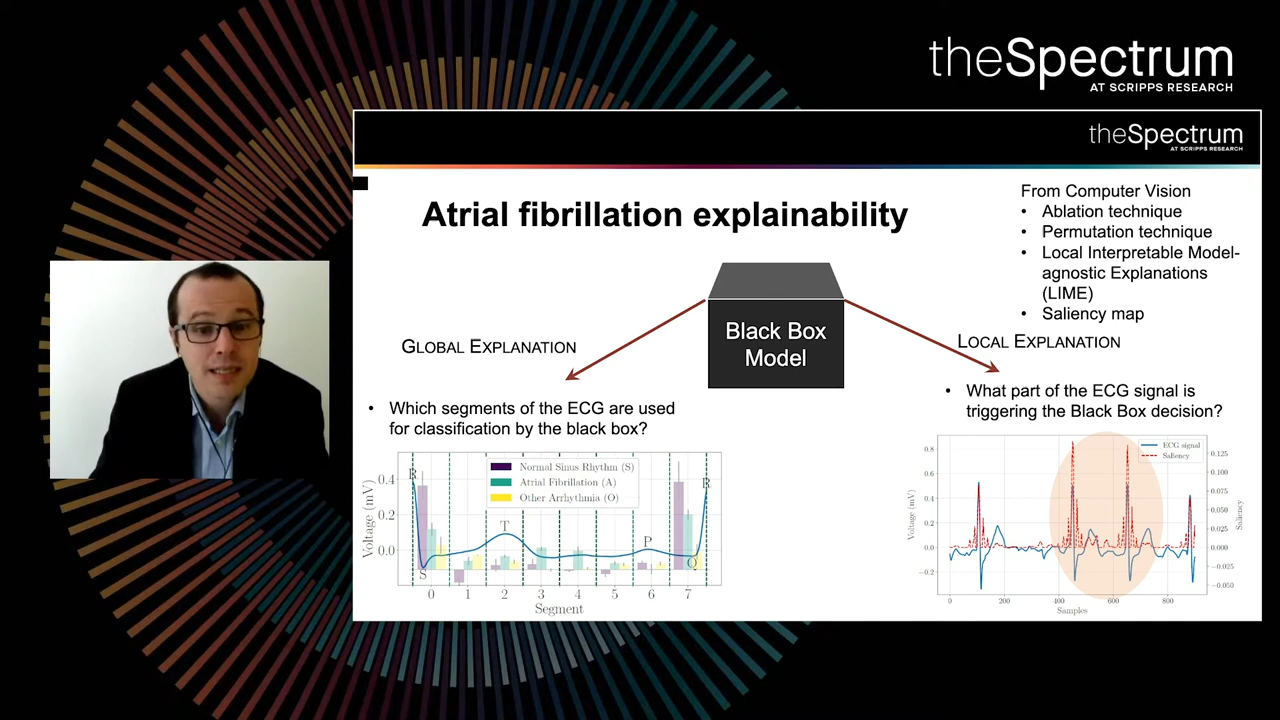 theSpectrum
AT SCRIPPS RESEARCH
theSpectrum
AT SCRIPPS RESEARCH
Atrial fibrillation explainability
From Computer Vision
• Ablation technique
• Permutation technique
• Local Interpretable Model-
agnostic Explanations
(LIME)
• Saliency map
Black Box
Model
GLOBAL EXPLANATION
• Which segments of the ECG are used
for classification by the black box?
Normal Sinus Rhythm (S)
Atrial Fibrillation (A)
Other Arrhythmia (O)
Voltage (mV)
0.4
0.2
0.0
R
S
T
P
Q
R
0 1 2 3 4 5 6 7
Segment
LOCAL EXPLANATION
• What part of the ECG signal is
triggering the Black Box decision?
ECG signal
Saliency
Voltage (mV)
0.8
0.6
0.4
0.2
0.0
−0.2
0.125
0.100
0.075
0.050
0.025
0.000
−0.025
−0.050
Saliency
0 200 400 600 800
Samples